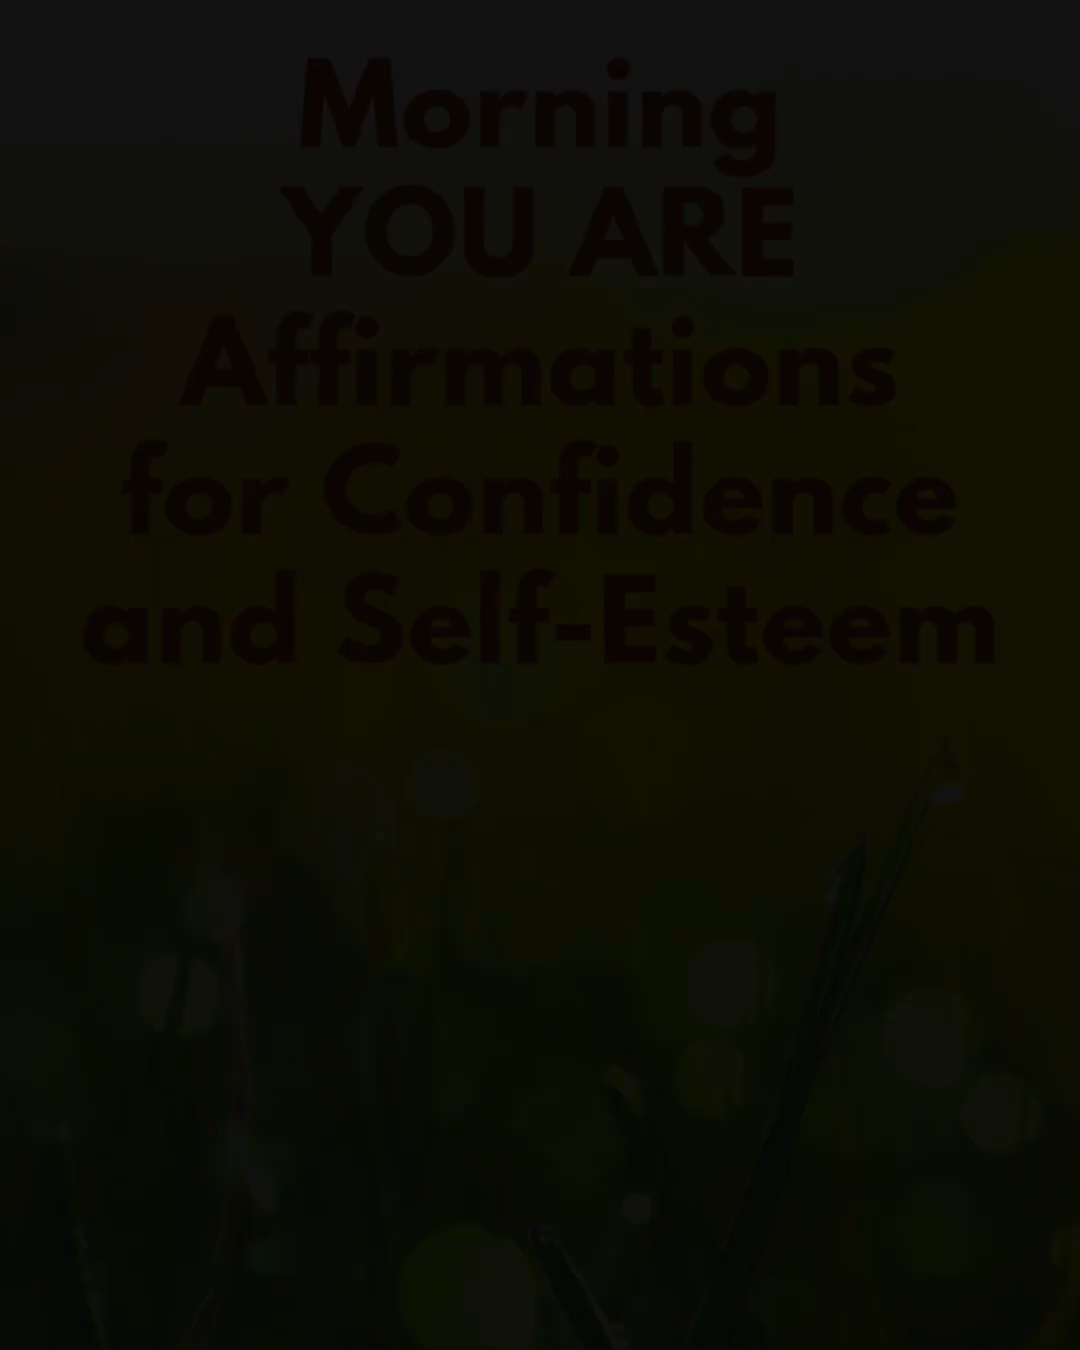 Morning
YOU ARE
Affirmations
for Confidence
and Self-Esteem